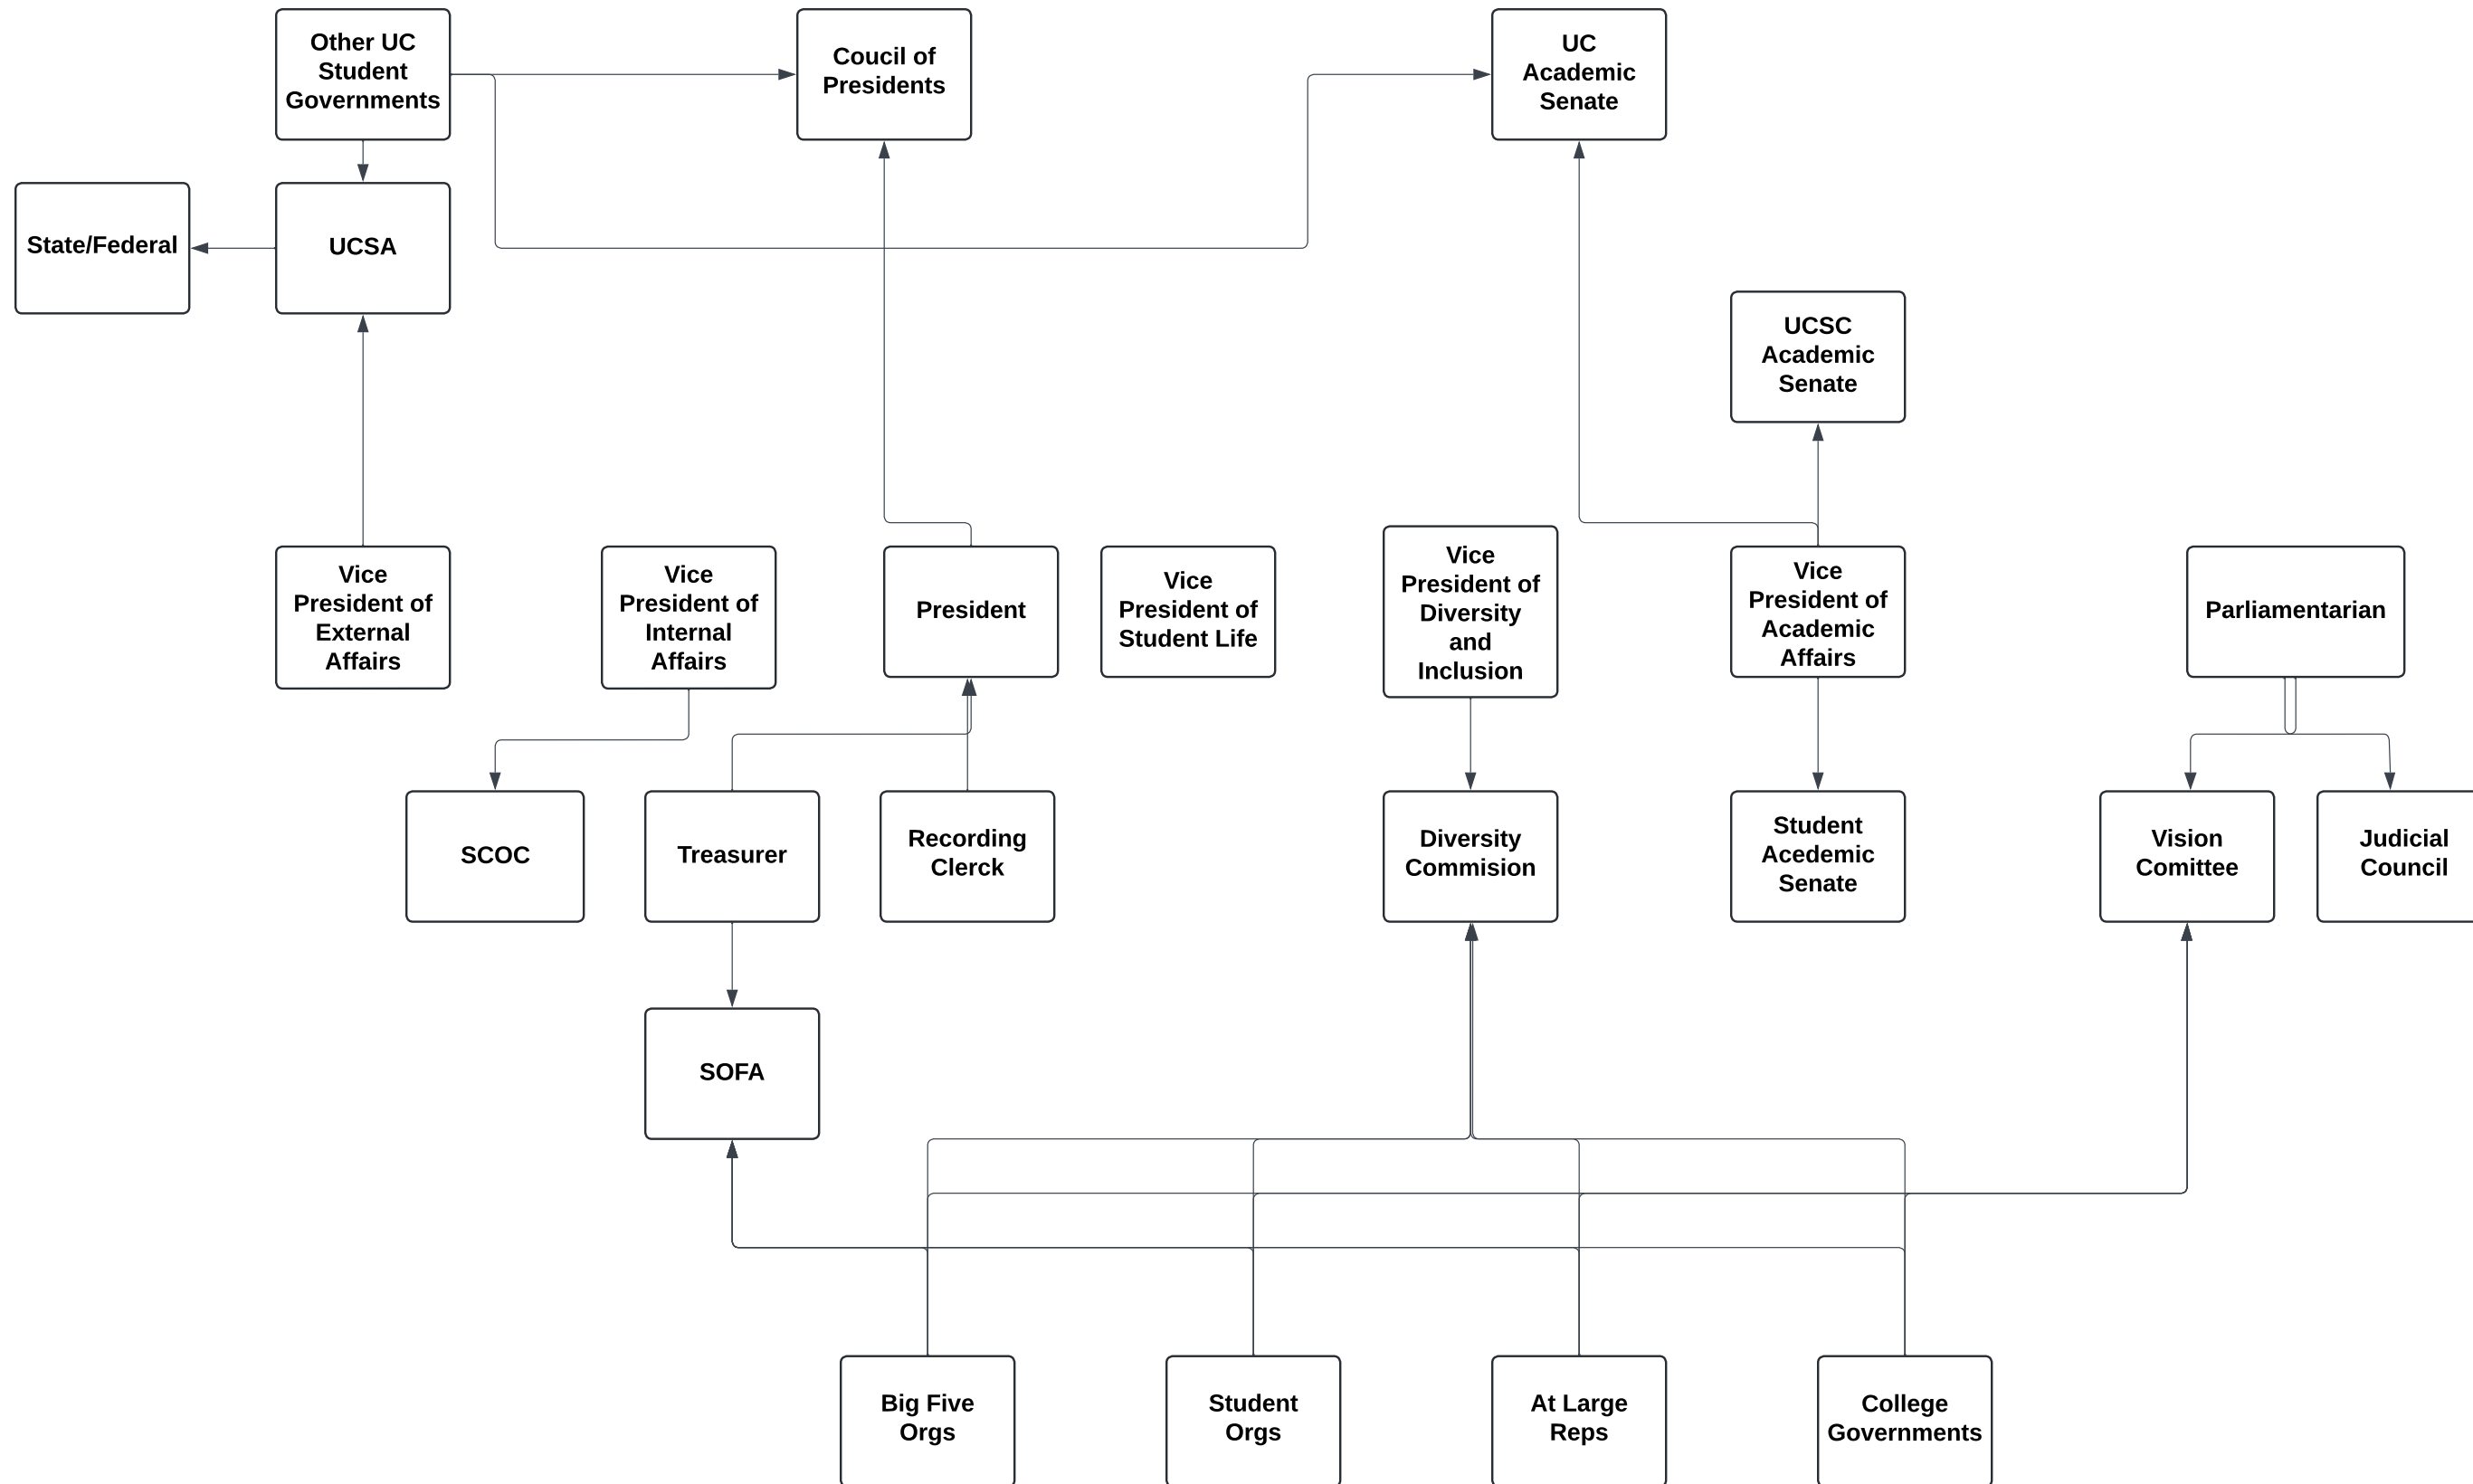 Other UC
Student
Governments
Coucil of
Presidents
UC
Academic
Senate
State/Federal
UCSA
UCSC
Academic
Senate
Vice
President of
External
Affairs
Vice
President of
Internal
Affairs
President
Vice
President of
Student Life
Vice
President of
Diversity
and
Inclusion
Vice
President of
Academic
Affairs
Parliamentarian
SCOC
Treasurer
Recording
Clerck
Diversity
Commision
Student
Acedemic
Senate
Vision
Comittee
Judicial
Council
SOFA
Big Five
Orgs
Student
Orgs
At Large
Reps
College
Governments